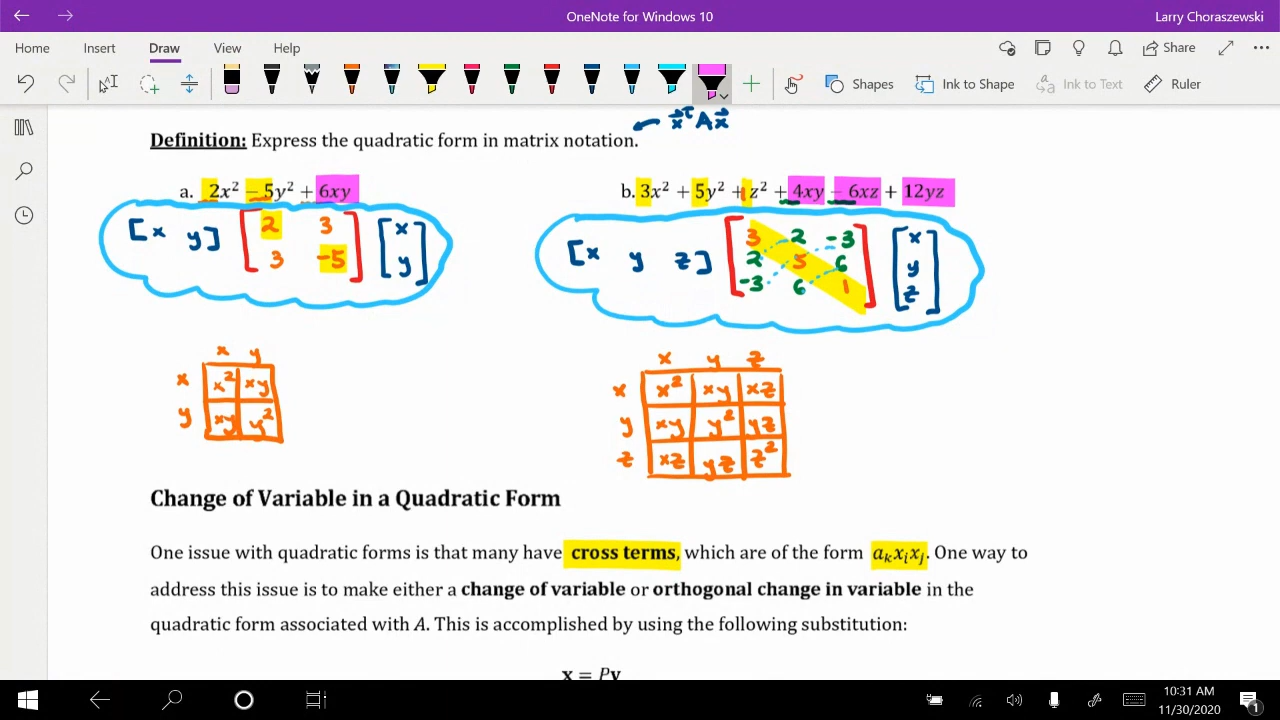 OneNote for Windows 10
Larry Choraszewski
Home Insert Draw View Help
Share
Shapes Ink to Shape Ink to Text Ruler
x⃗ᵀAx⃗
Definition: Express the quadratic form in matrix notation.
a. 2x² − 5y² + 6xy
b. 3x² + 5y² + 1z² + 4xy − 6xz + 12yz
[x y] [2 3
3 -5] [x
y]
[x y z] [3 2 -3
2 5 6
-3 6 1] [x
y
z]
x y
x x² xy
y xy y²
x y z
x x² xy xz
y xy y² yz
z xz yz z²
Change of Variable in a Quadratic Form
One issue with quadratic forms is that many have cross terms, which are of the form aₖxᵢxⱼ. One way to
address this issue is to make either a change of variable or orthogonal change in variable in the
quadratic form associated with A. This is accomplished by using the following substitution:
x = Py
10:31 AM
11/30/2020
1